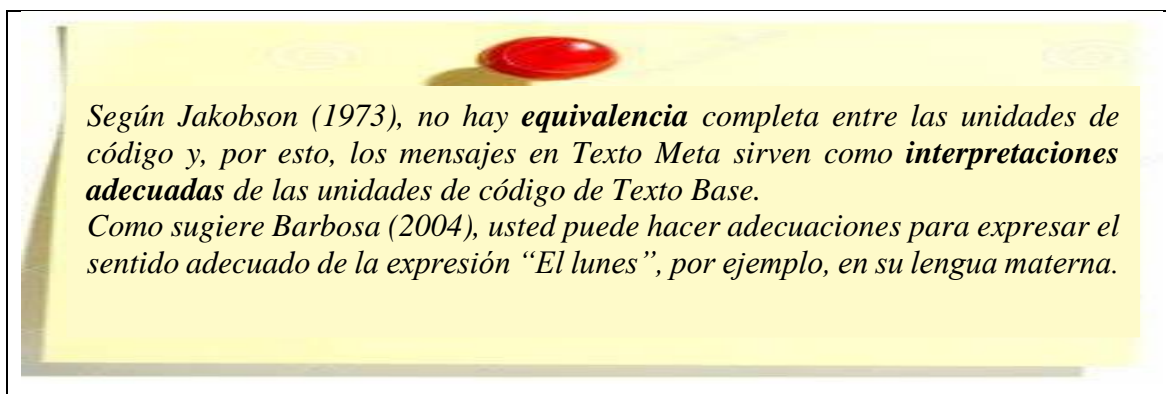 Según Jakobson (1973), no hay equivalencia completa entre las unidades de
código y, por esto, los mensajes en Texto Meta sirven como interpretaciones
adecuadas de las unidades de código de Texto Base.
Como sugiere Barbosa (2004), usted puede hacer adecuaciones para expresar el
sentido adecuado de la expresión “El lunes”, por ejemplo, en su lengua materna.